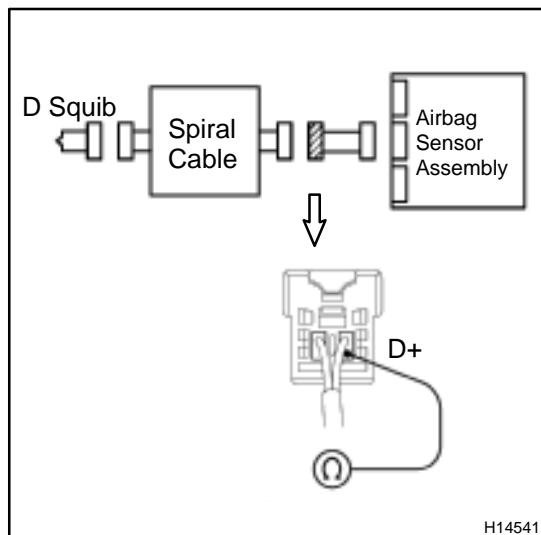 D Squib
Spiral
Cable
Airbag
Sensor
Assembly
D+
Ω
H14541